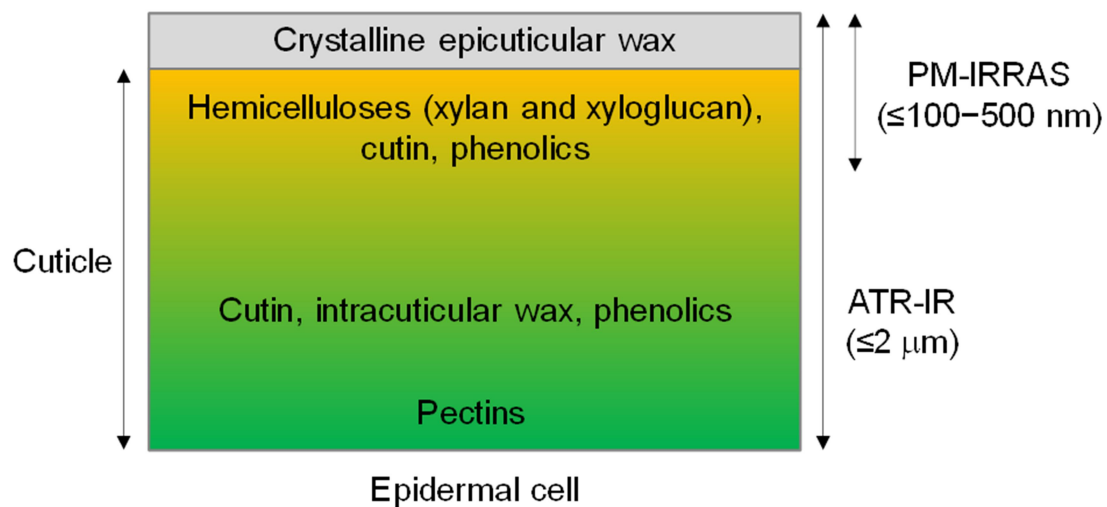 Crystalline epicuticular wax
Hemicelluloses (xylan and xyloglucan),
cutin, phenolics
Cutin, intracuticular wax, phenolics
Pectins
Epidermal cell
Cuticle
PM-IRRAS
(≤100−500 nm)
ATR-IR
(≤2 μm)